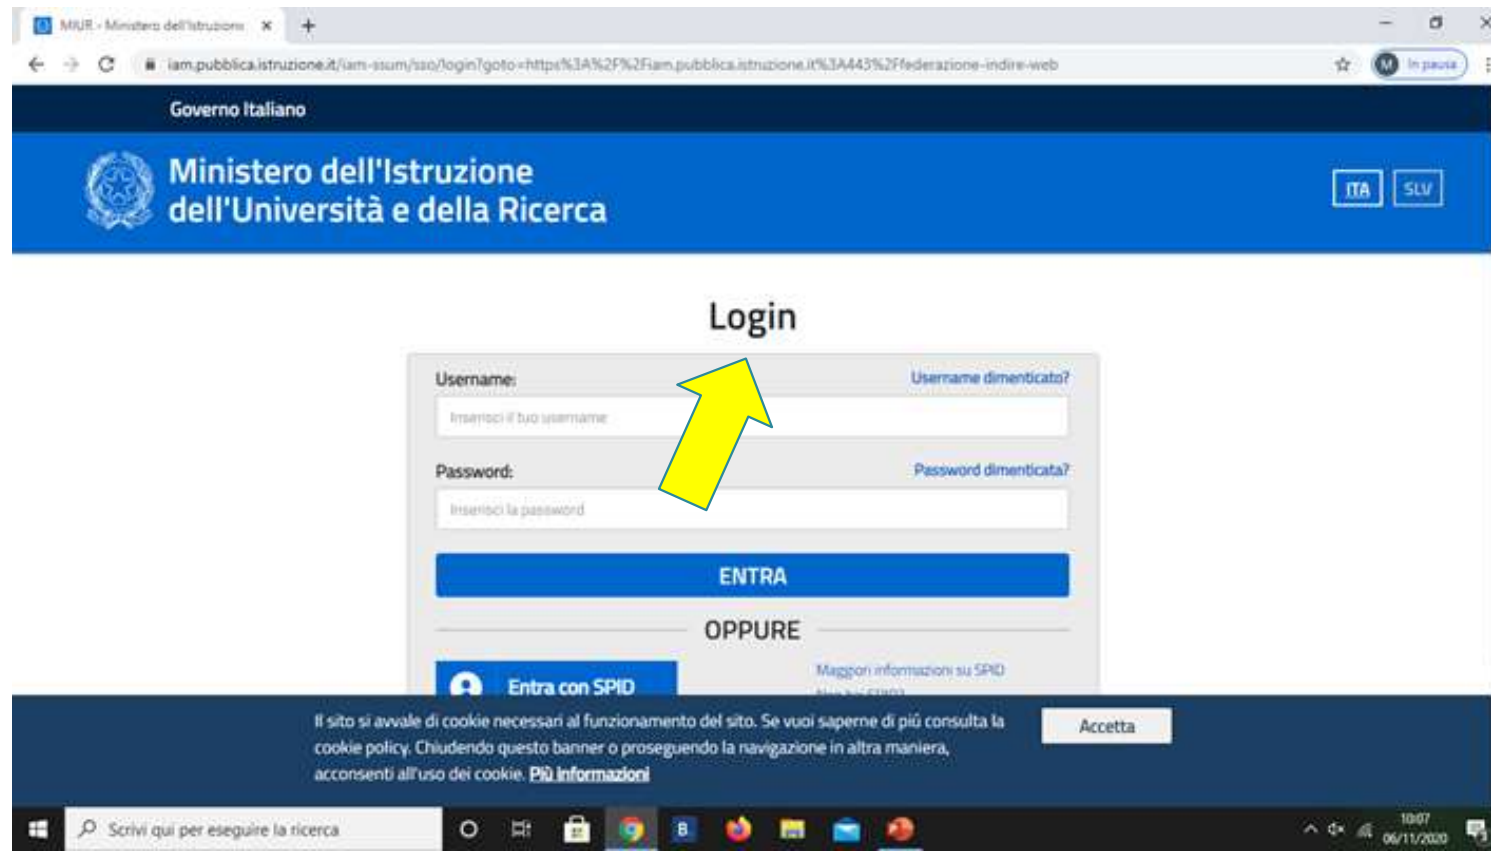 MIUR - Ministero dell'Istruzione
iam.pubblica.istruzione.it/iam-ssum/sso/login?goto=https%3A%2F%2Fiam.pubblica.istruzione.it%3A443%2Ffederazione-indire-web
M In pausa
Governo Italiano
Ministero dell'Istruzione
dell'Università e della Ricerca
ITA SLV
Login
Username: Username dimenticato?
Inserisci il tuo username
Password: Password dimenticata?
Inserisci la password
ENTRA
OPPURE
Entra con SPID
Maggiori informazioni su SPID
Non hai SPID?
Il sito si avvale di cookie necessari al funzionamento del sito. Se vuoi saperne di più consulta la
cookie policy. Chiudendo questo banner o proseguendo la navigazione in altra maniera,
acconsenti all'uso dei cookie. Più informazioni
Accetta
Scrivi qui per eseguire la ricerca
B.
10:07
06/11/2020